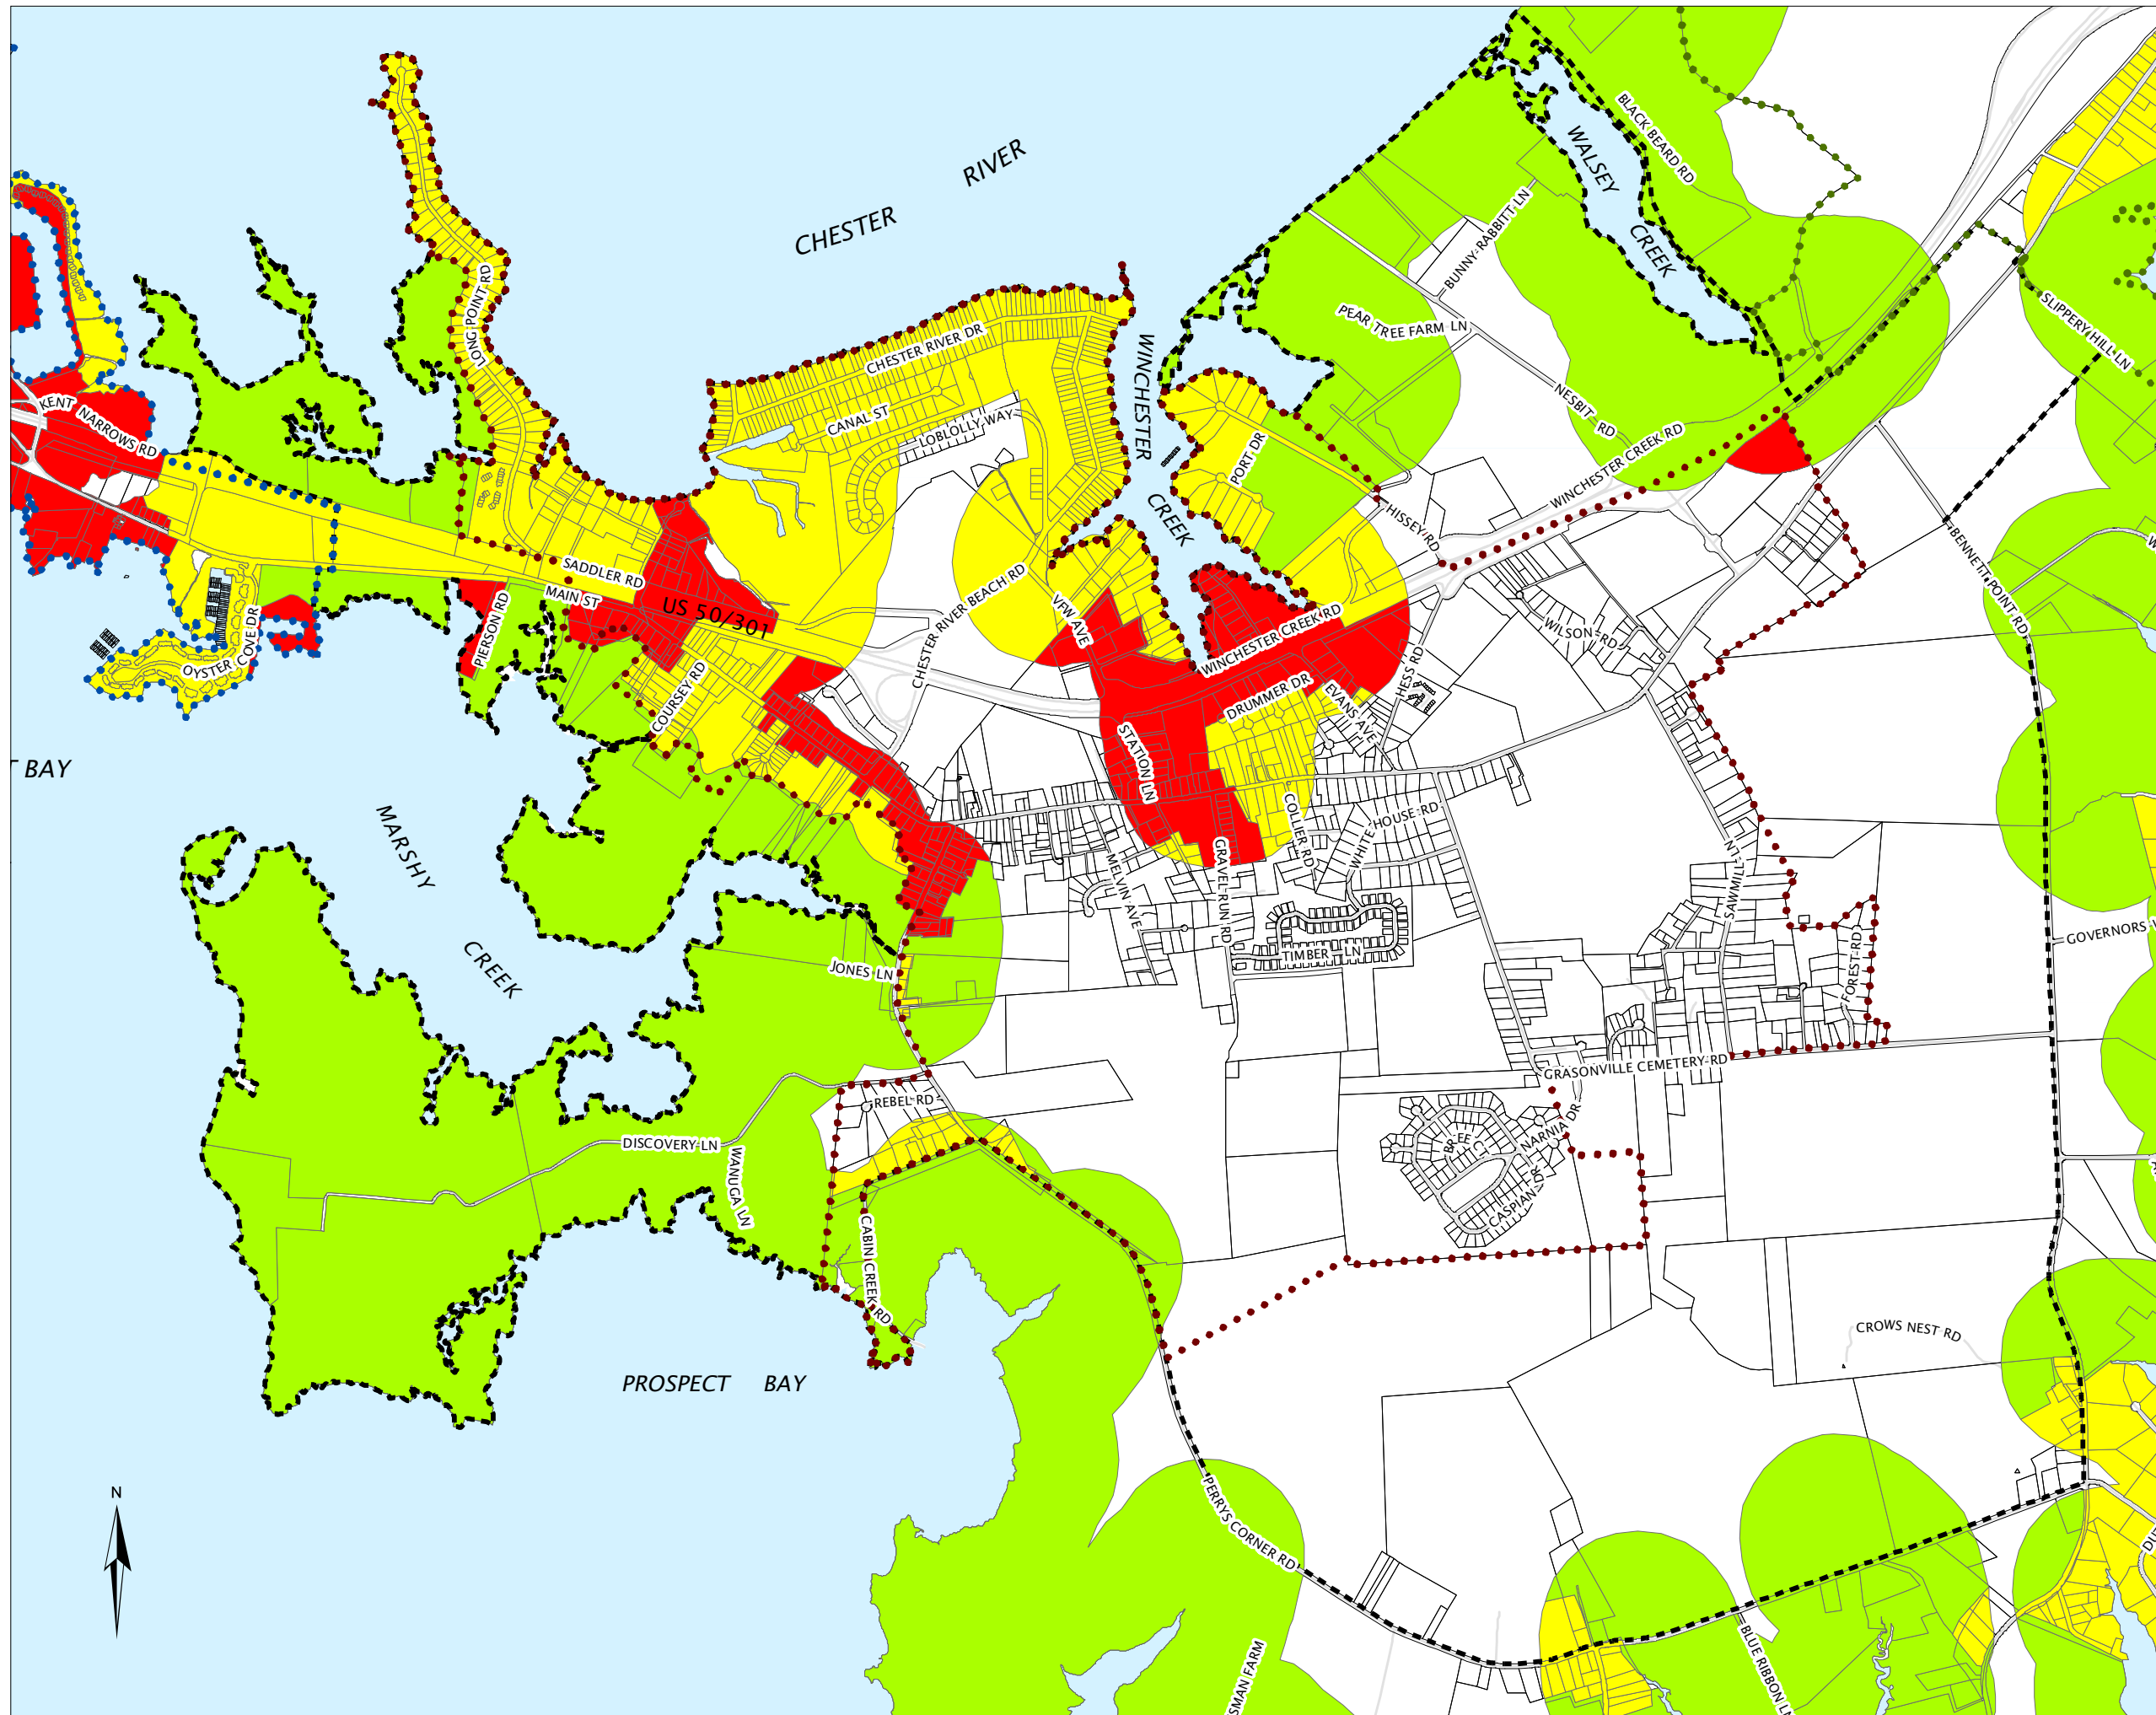 CHESTER RIVER
WALSEY CREEK
BLACK BEARD RD
BUNNY RABBITT LN
PEAR TREE FARM LN
SLIPPERY HILL LN
LONG POINT RD
CHESTER RIVER DR
WINCHESTER CREEK
KENT NARROWS RD
CANAL ST
LOBLOLLY WAY
NESBIT RD
PORT DR
WINCHESTER CREEK RD
HISSEY RD
BENNETT POINT RD
SADDLER RD
MAIN ST
US 50/301
PIERSON RD
VFW AVE
CHESTER RIVER BEACH RD
WINCHESTER CREEK RD
WILSON RD
OYSTER COVE DR
COURSEY RD
DRUMMER DR
EVANS AVE
HESS RD
STATION LN
T BAY
MARSHY CREEK
COLLIER RD
WHITE HOUSE RD
MELVIN AVE
GRAVEL RUN RD
NT SAWMILL
TIMBER LN
FOREST RD
GOVERNORS
JONES LN
GRASONVILLE CEMETERY RD
REBEL RD
DISCOVERY LN
WANUGA LN
BREE C
NARNIA DR
CASPIAN DR
CABIN CREEK RD
CROWS NEST RD
PROSPECT BAY
N
PERRYS CORNER RD
SMAN FARM
BLUE RIBBON LN